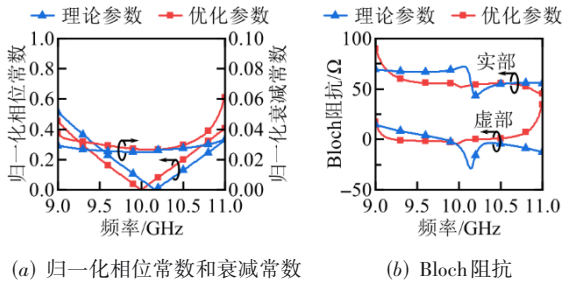 理论参数 优化参数
理论参数 优化参数
归一化相位常数
1.0
0.8
0.6
0.4
0.2
0.00
0.10
0.08
0.06
0.04
0.02
0.00
归一化衰减常数
9.0 9.5 10.0 10.5 11.0
频率/GHz
(a) 归一化相位常数和衰减常数
Bloch阻抗/Ω
100
50
0
−50
实部
虚部
9.0 9.5 10.0 10.5 11.0
频率/GHz
(b) Bloch阻抗